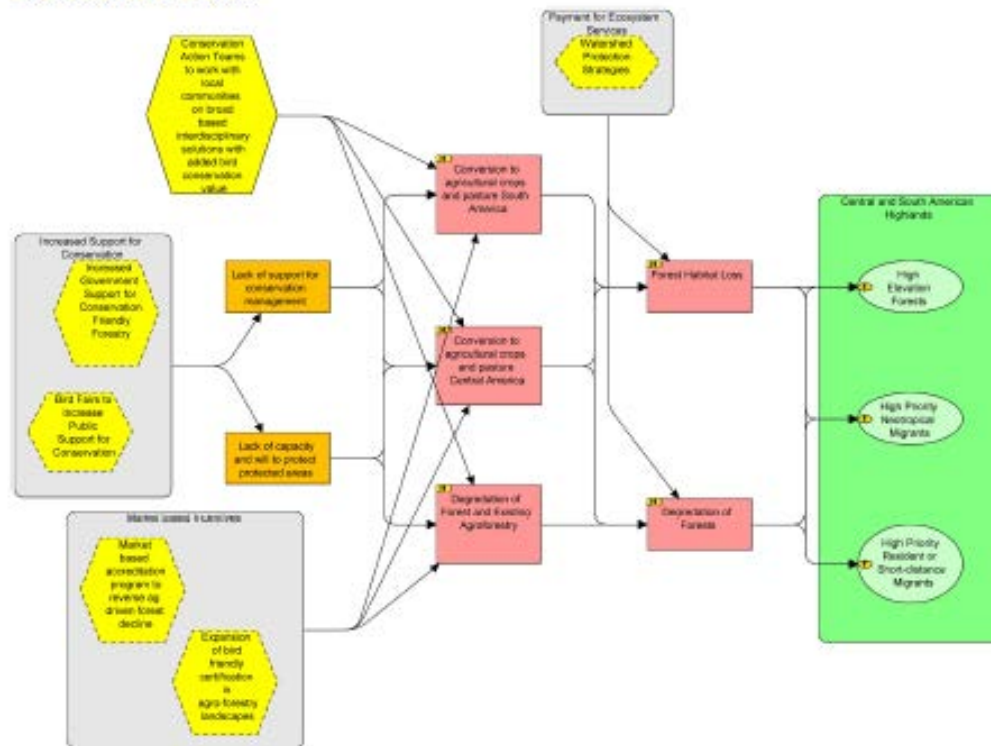 Conservation
Action Teams
to work with
local
communities
on broad
based
interdisciplinary
solutions with
added bird
conservation
value
Payment for Ecosystem
Services
Watershed
Protection
Strategies
Increased Support for
Conservation
Increased
Government
Support for
Conservation
Friendly
Forestry
Bird Fairs to
Increase
Public
Support for
Conservation
Lack of support for
conservation
management
Lack of capacity
and will to protect
protected areas
Market Based Incentives
Market
based
accreditation
program to
reverse ag
driven forest
decline
Expansion
of bird
friendly
certification
in
agro-forestry
landscapes
Conversion to
agricultural crops
and pasture South
America
Conversion to
agricultural crops
and pasture
Central America
Degredation of
Forest and Existing
Agroforestry
Forest Habitat Loss
Degredation of
Forests
Central and South American
Highlands
High
Elevation
Forests
High Priority
Neotropical
Migrants
High Priority
Resident or
Short-distance
Migrants